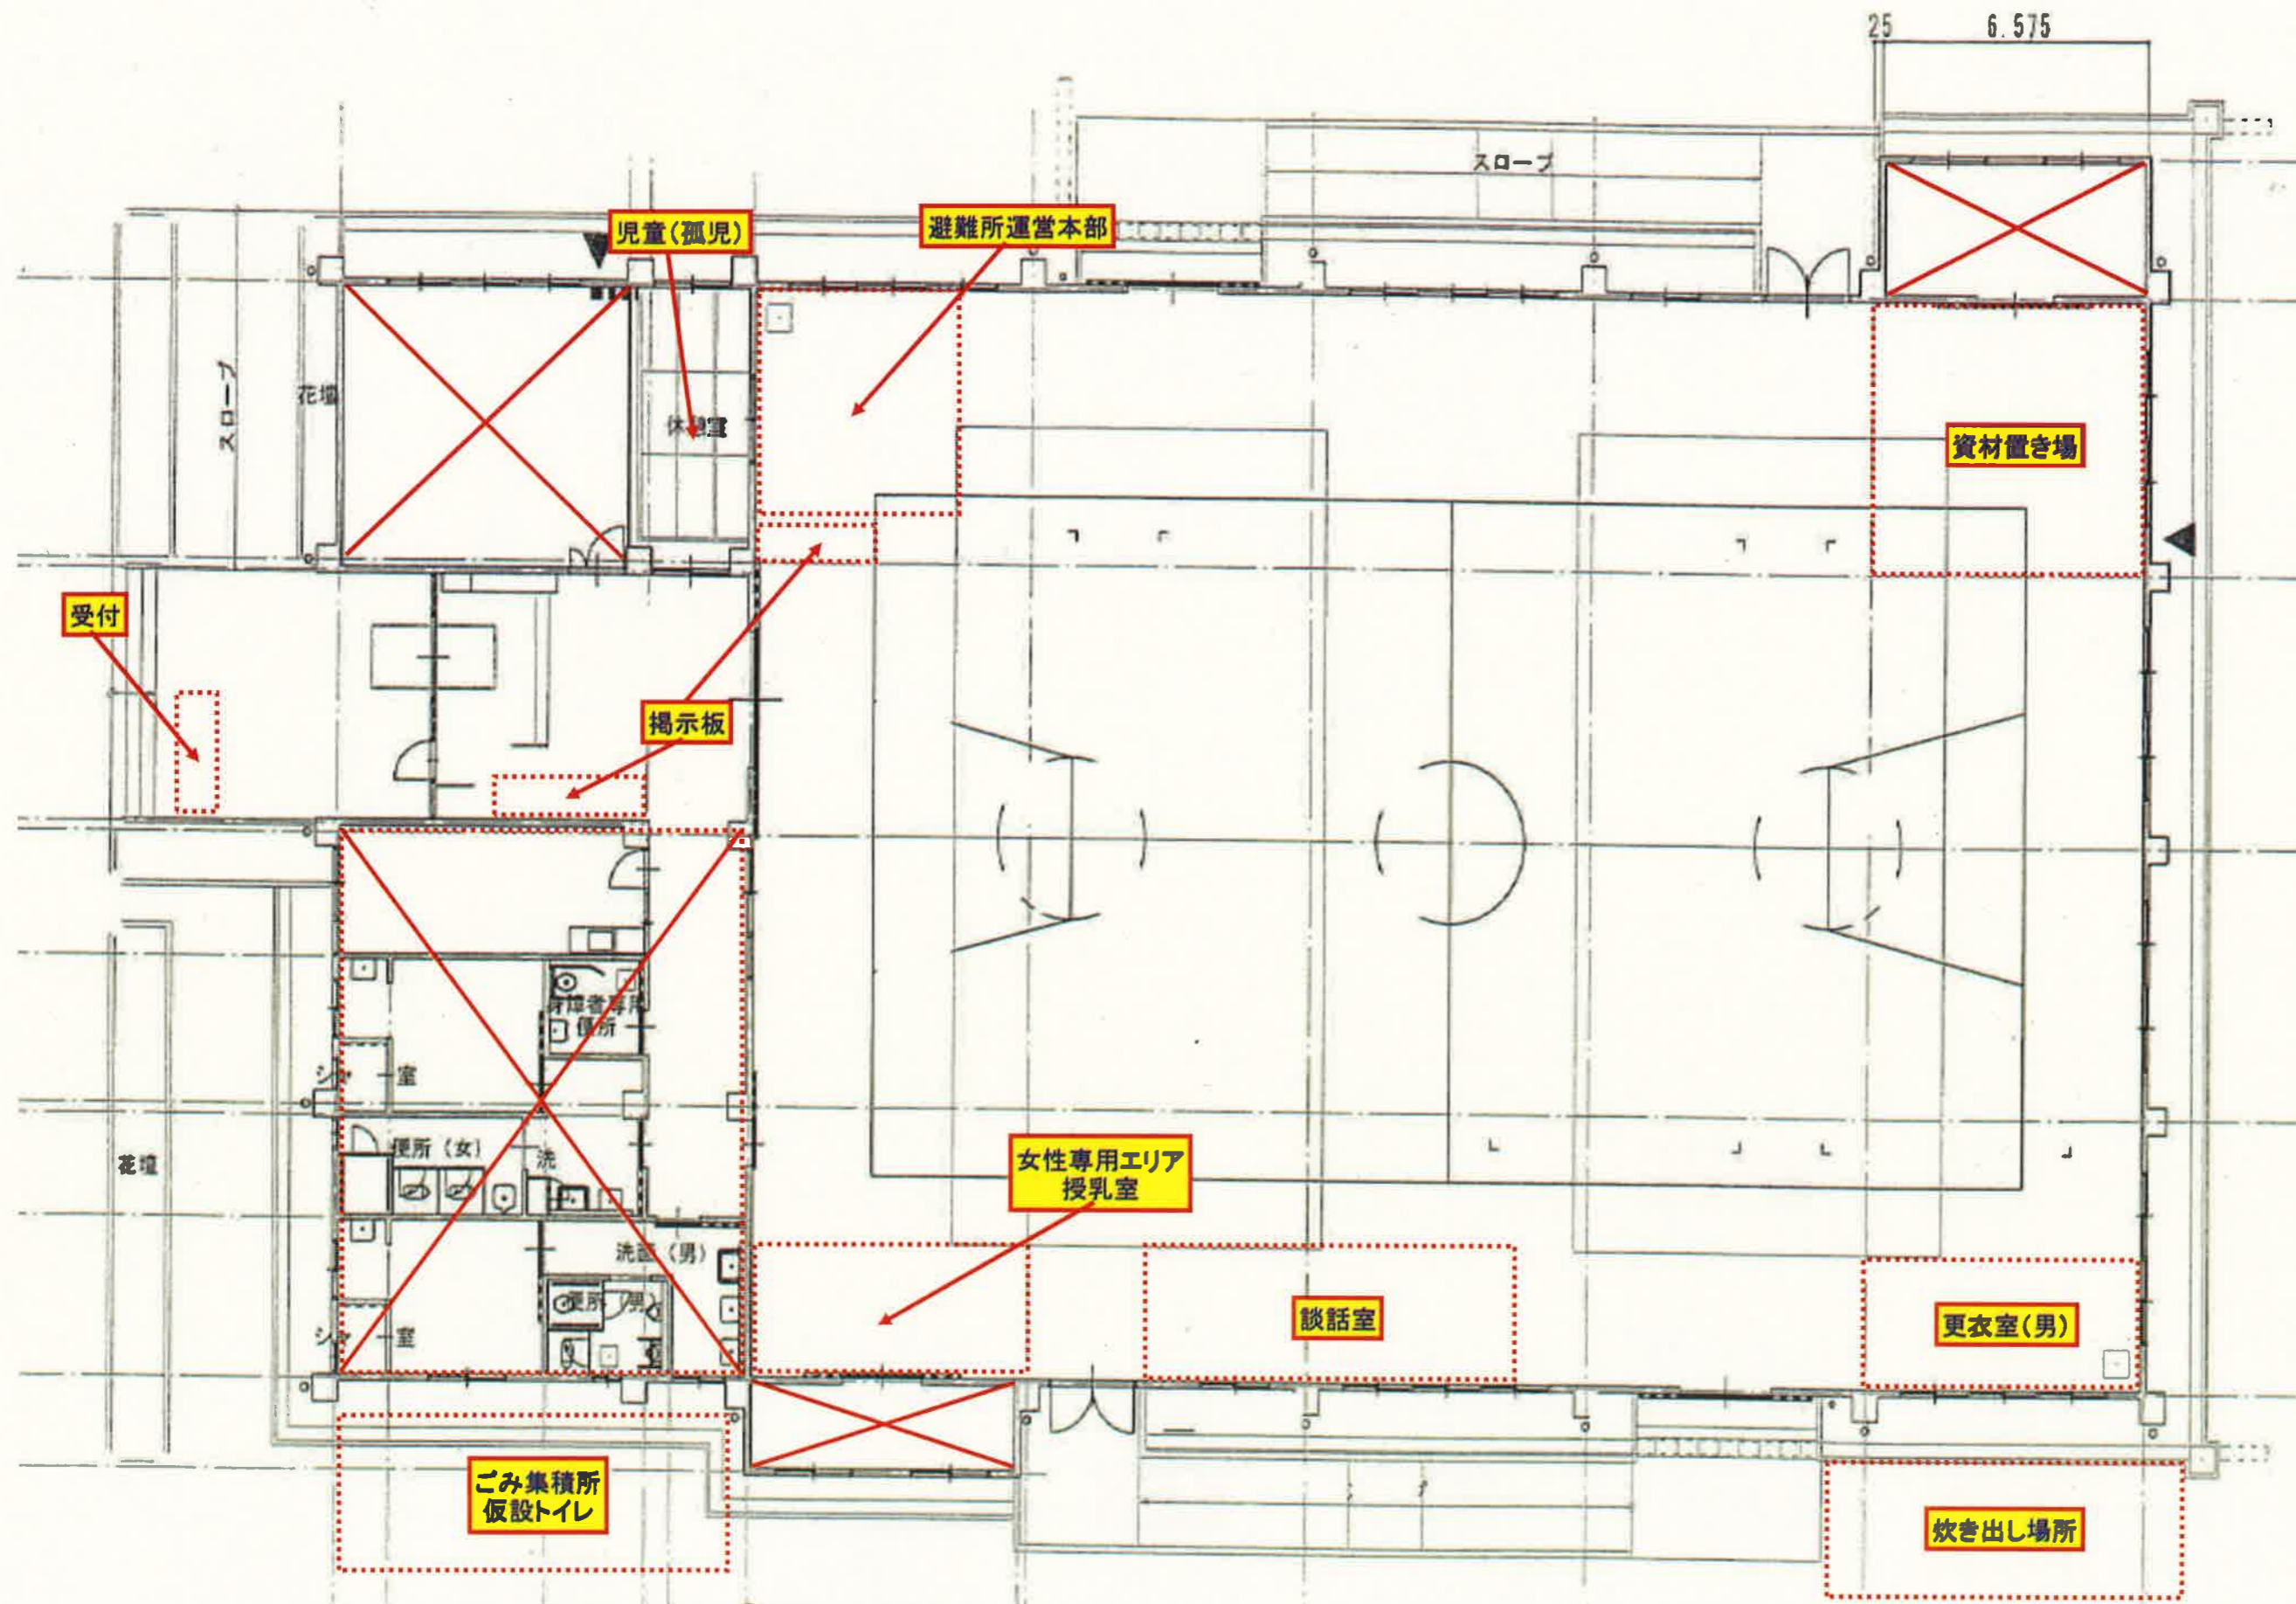 25
6.575
スロープ
児童(孤児)
避難所運営本部
スロープ
花壇
休憩室
資材置き場
受付
掲示板
身障者専用
便所
シャ
室
便所(女)
洗
花壇
女性専用エリア
授乳室
洗面(男)
便所(男)
シャ
室
談話室
更衣室(男)
ごみ集積所
仮設トイレ
炊き出し場所